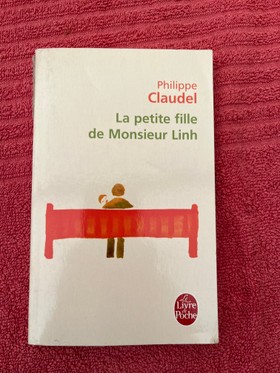 Philippe
Claudel
La petite fille
de Monsieur Linh
Le
Livre
de
Poche